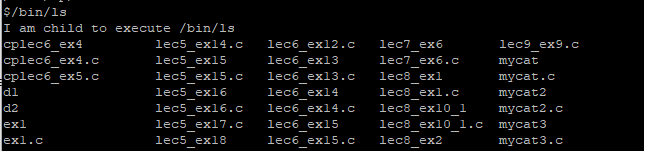 $/bin/ls
I am child to execute /bin/ls
cplec6_ex4 lec5_ex14.c lec6_ex12.c lec7_ex6 lec9_ex9.c
cplec6_ex4.c lec5_ex15 lec6_ex13 lec7_ex6.c mycat
cplec6_ex5.c lec5_ex15.c lec6_ex13.c lec8_ex1 mycat.c
d1 lec5_ex16 lec6_ex14 lec8_ex1.c mycat2
d2 lec5_ex16.c lec6_ex14.c lec8_ex10_1 mycat2.c
ex1 lec5_ex17.c lec6_ex15 lec8_ex10_1.c mycat3
ex1.c lec5_ex18 lec6_ex15.c lec8_ex2 mycat3.c